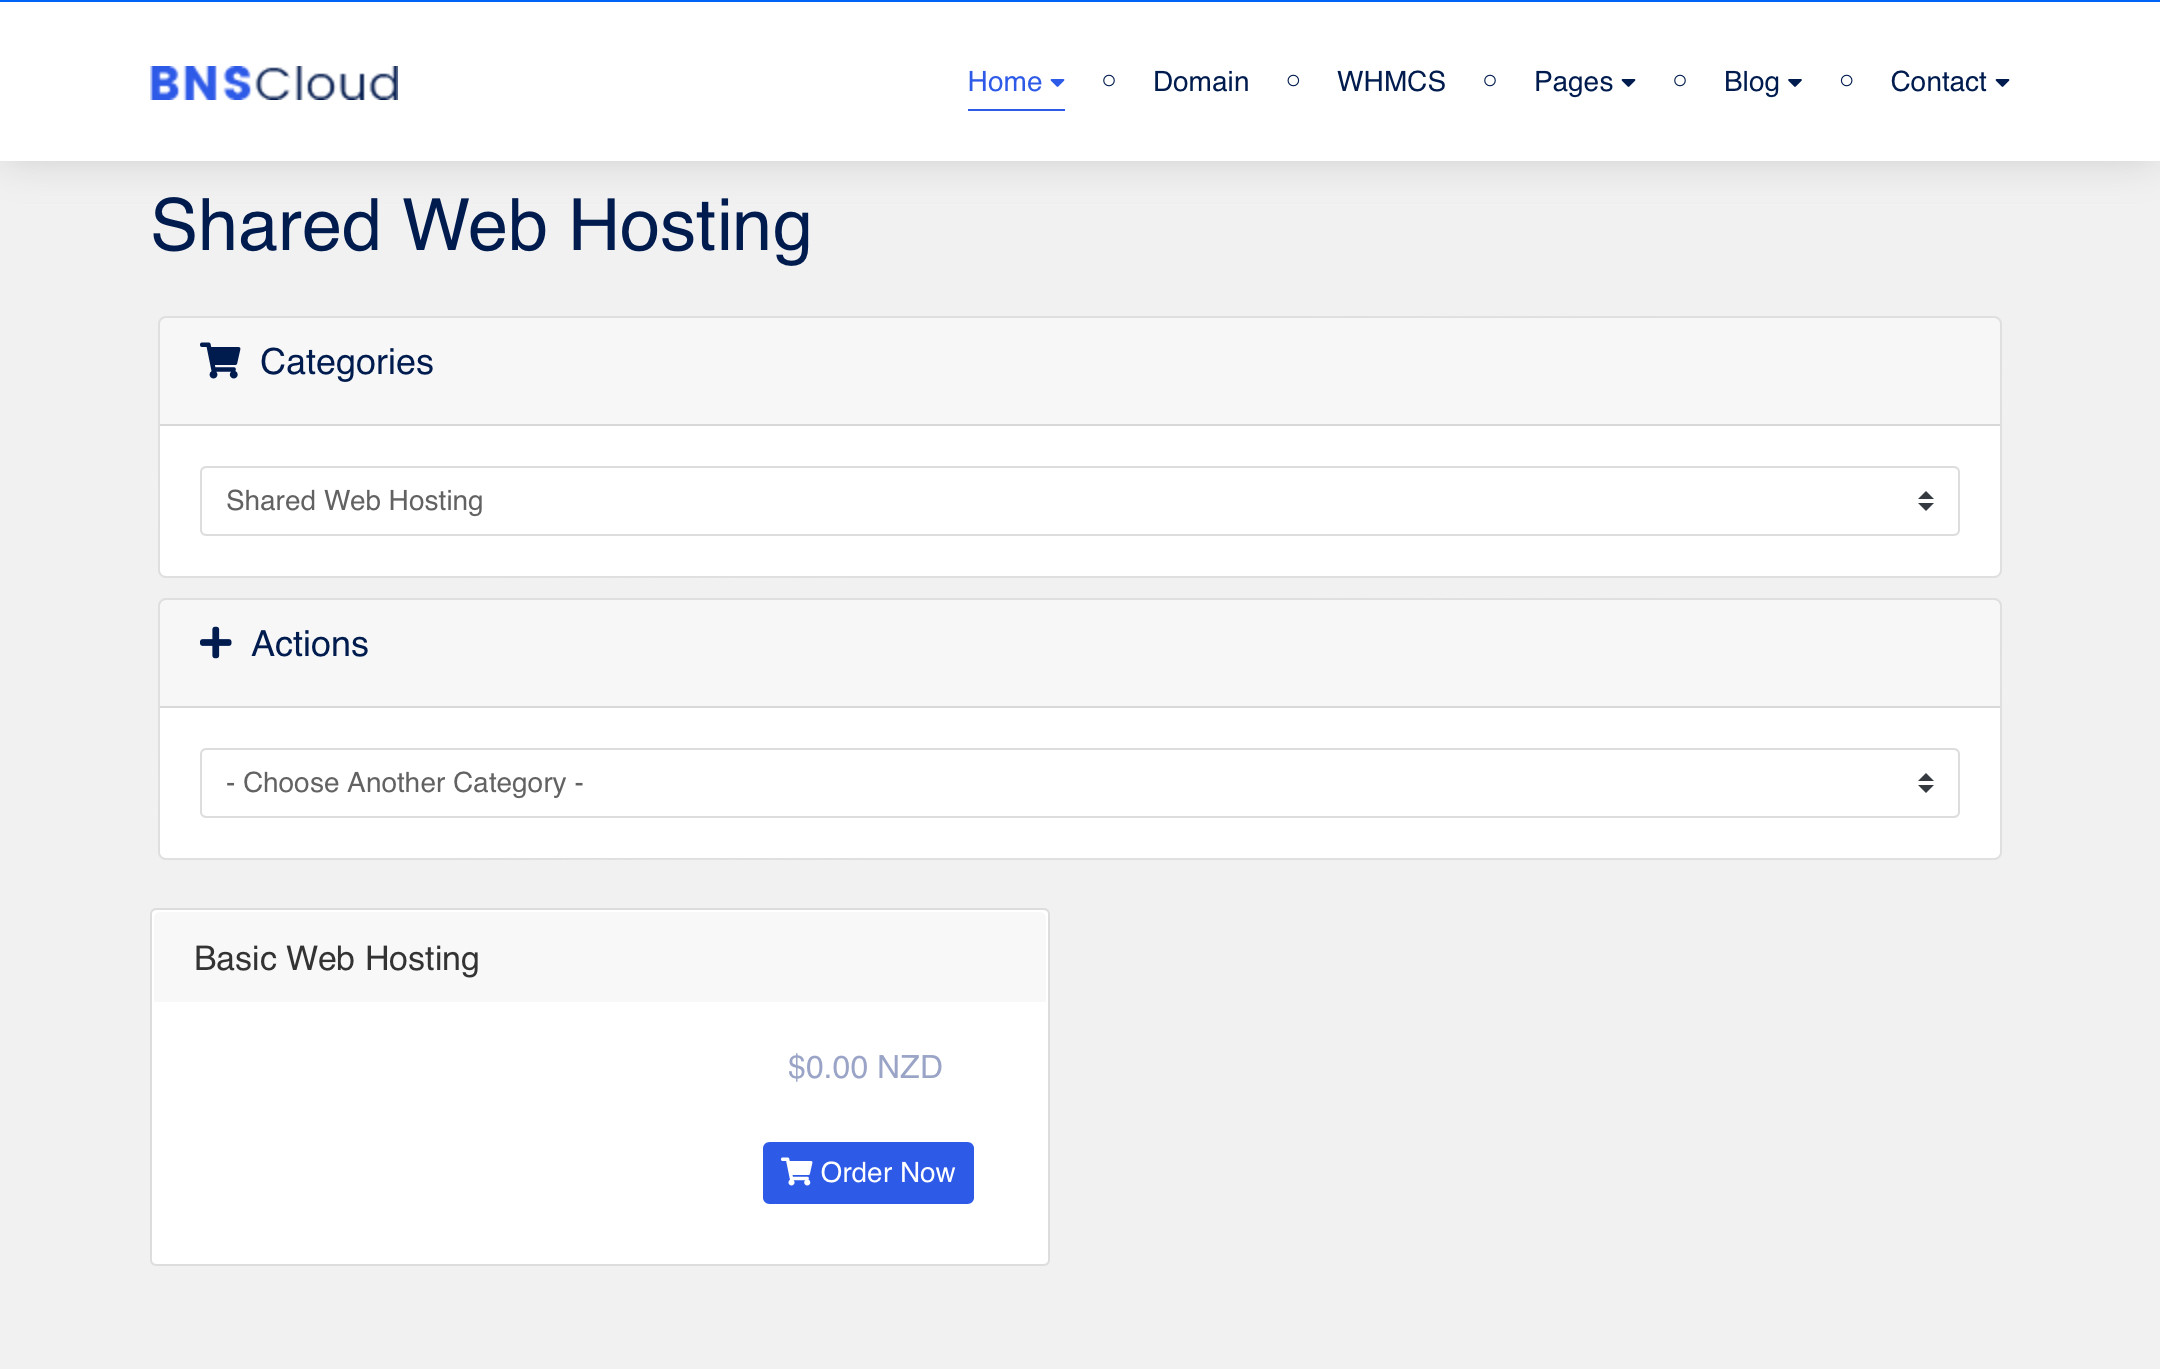 BNSCloud
Home Domain WHMCS Pages Blog Contact
Shared Web Hosting
Categories
Shared Web Hosting
Actions
- Choose Another Category -
Basic Web Hosting
$0.00 NZD
Order Now